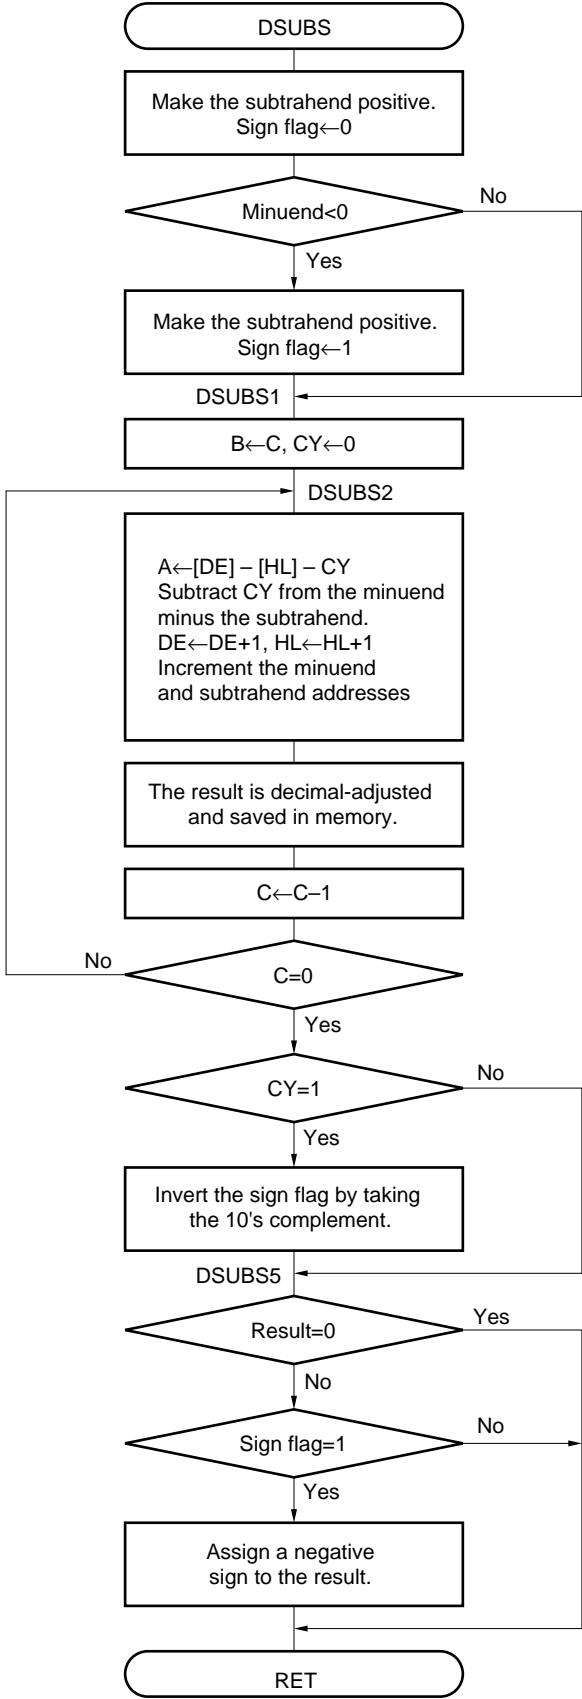 DSUBS
Make the subtrahend positive.
Sign flag←0
Minuend<0
No
Yes
Make the subtrahend positive.
Sign flag←1
DSUBS1
B←C, CY←0
DSUBS2
A←[DE] – [HL] – CY
Subtract CY from the minuend
minus the subtrahend.
DE←DE+1, HL←HL+1
Increment the minuend
and subtrahend addresses
The result is decimal-adjusted
and saved in memory.
C←C–1
No
C=0
Yes
CY=1
No
Yes
Invert the sign flag by taking
the 10's complement.
DSUBS5
Result=0
Yes
No
Sign flag=1
No
Yes
Assign a negative
sign to the result.
RET